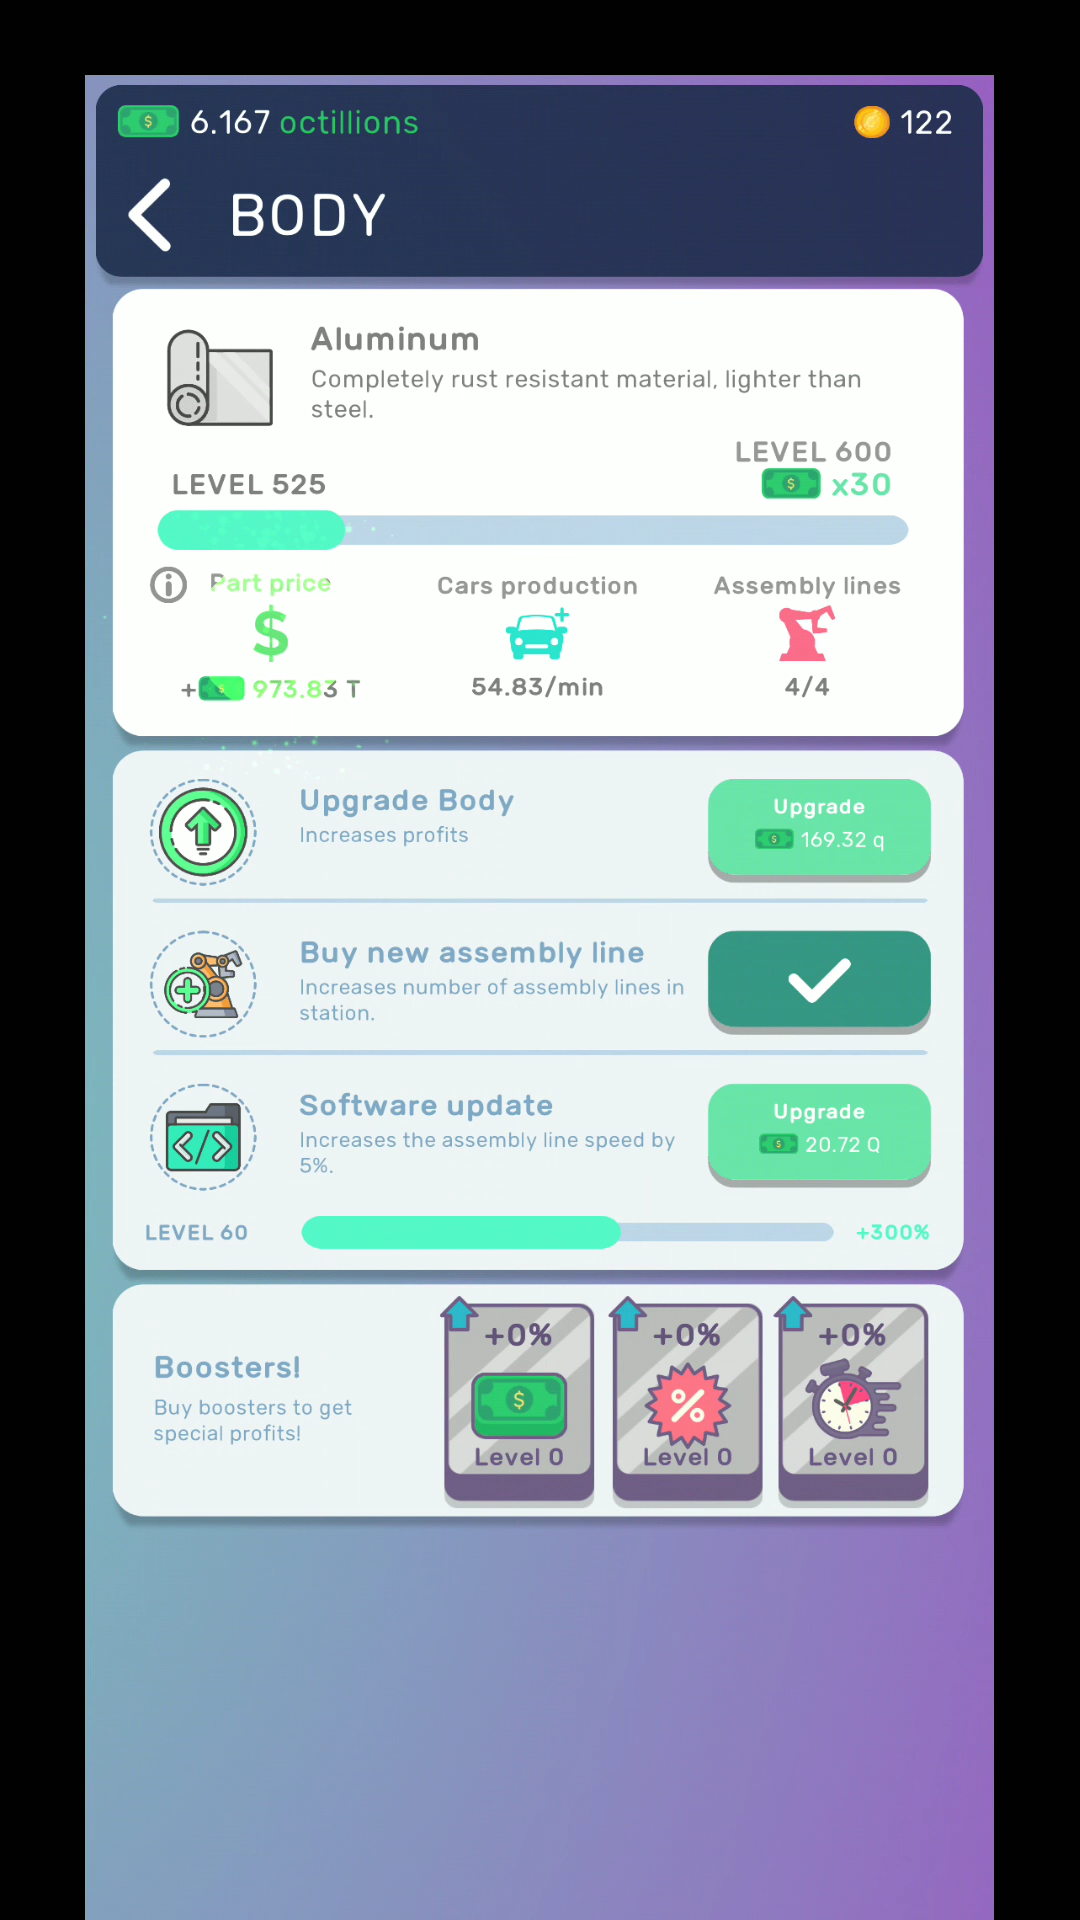 6.167 octillions
122
BODY
Aluminum
Completely rust resistant material, lighter than
steel.
LEVEL 600
x30
LEVEL 525
Part price
Cars production
Assembly lines
+ 973.83 T
54.83/min
4/4
Upgrade Body
Increases profits
Upgrade
169.32 q
Buy new assembly line
Increases number of assembly lines in
station.
Software update
Increases the assembly line speed by
5%.
Upgrade
20.72 Q
LEVEL 60
+300%
Boosters!
Buy boosters to get
special profits!
+0%
Level 0
+0%
%
Level 0
+0%
Level 0